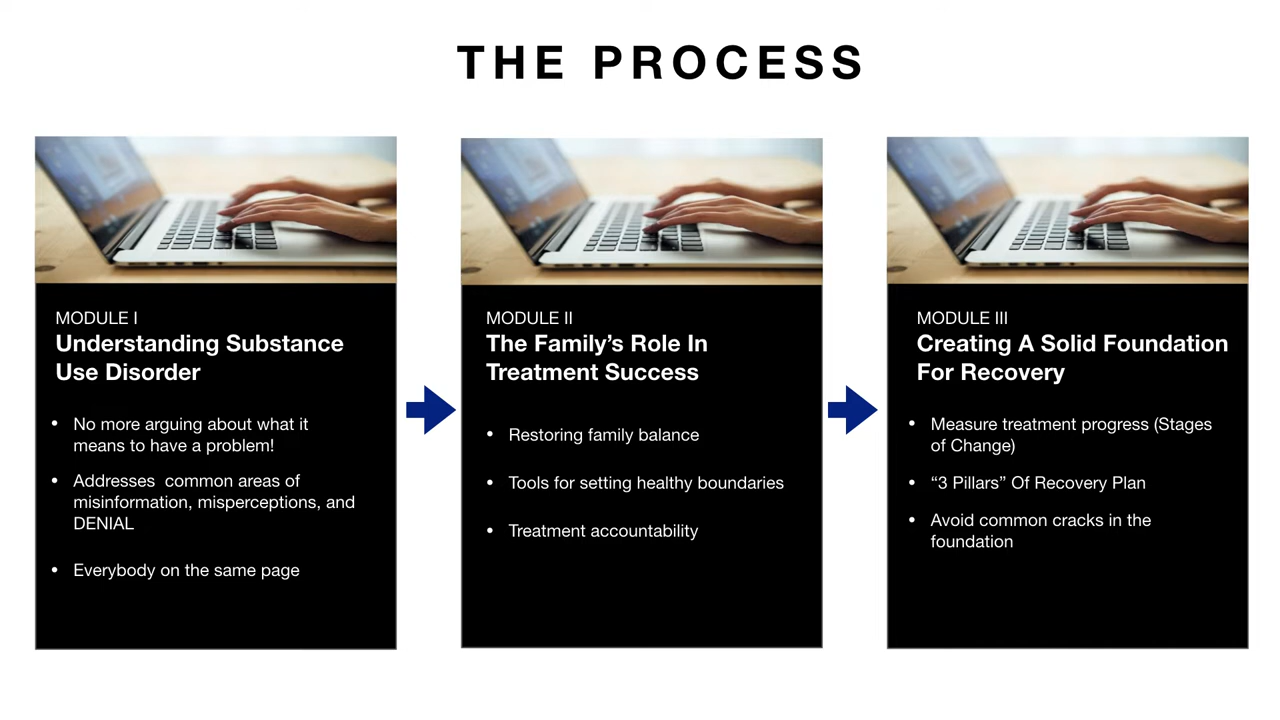 THE PROCESS
MODULE I
Understanding Substance
Use Disorder
• No more arguing about what it
means to have a problem!
• Addresses  common areas of
misinformation, misperceptions, and
DENIAL
• Everybody on the same page
MODULE II
The Family’s Role In
Treatment Success
• Restoring family balance
• Tools for setting healthy boundaries
• Treatment accountability
MODULE III
Creating A Solid Foundation
For Recovery
• Measure treatment progress (Stages
of Change)
• “3 Pillars” Of Recovery Plan
• Avoid common cracks in the
foundation